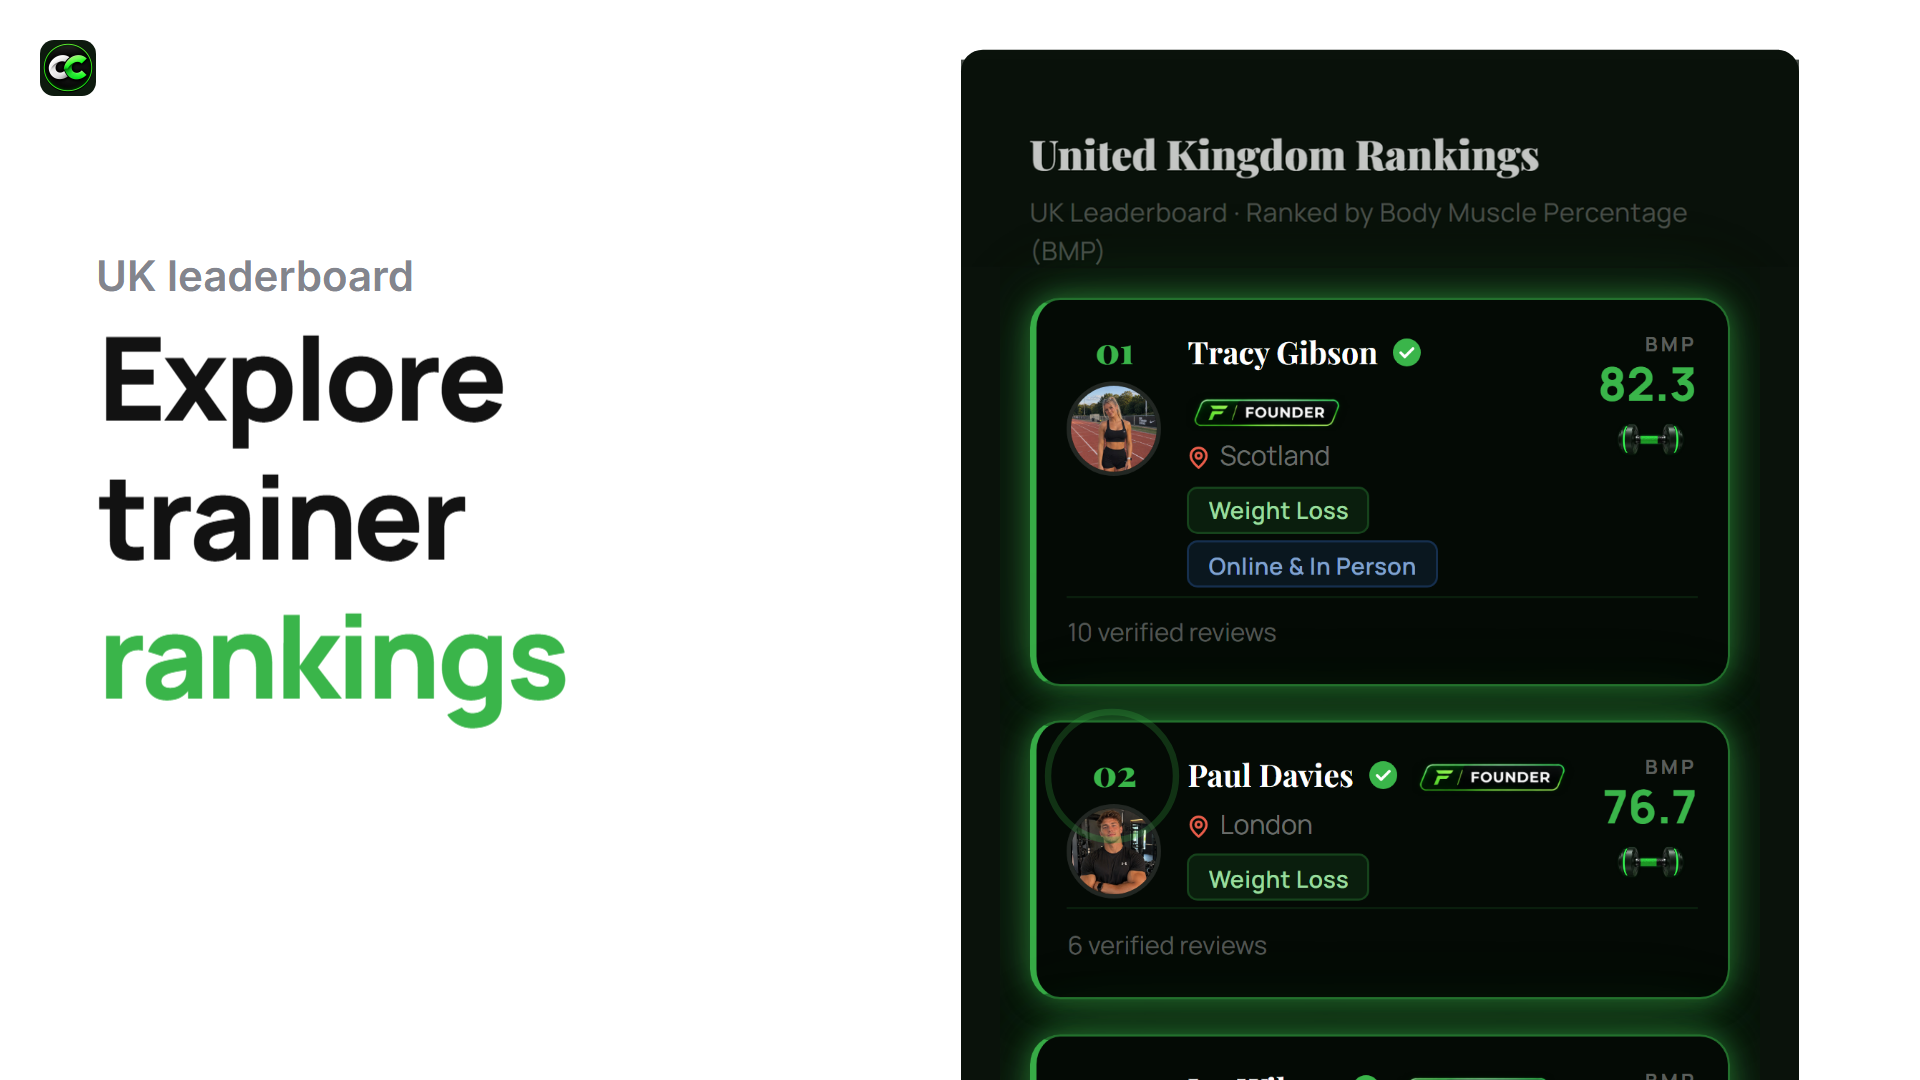 CC
UK leaderboard
Explore
trainer
rankings
United Kingdom Rankings
UK Leaderboard · Ranked by Body Muscle Percentage
(BMP)
01
Tracy Gibson
BMP
82.3
FOUNDER
Scotland
Weight Loss
Online & In Person
10 verified reviews
02
Paul Davies
FOUNDER
BMP
76.7
London
Weight Loss
6 verified reviews
BMP